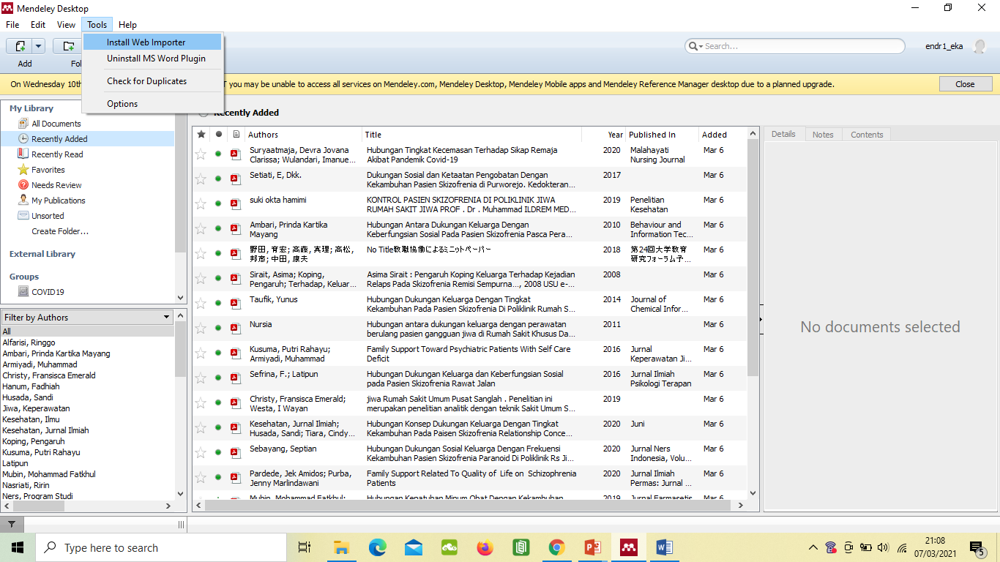 Mendeley Desktop
File Edit View Tools Help
Install Web Importer
Uninstall MS Word Plugin
Check for Duplicates
Options
Add
Fol
Search...
endr1_eka
On Wednesday 10th
T you may be unable to access all services on Mendeley.com, Mendeley Desktop, Mendeley Mobile apps and Mendeley Reference Manager desktop due to a planned upgrade.
Close
My Library
All Documents
Recently Added
Recently Read
Favorites
Needs Review
My Publications
Unsorted
Create Folder...
External Library
Groups
COVID19
Filter by Authors
All
Alfarisi, Ringgo
Ambari, Prinda Kartika Mayang
Armiyadi, Muhammad
Christy, Fransisca Emerald
Hanum, Fadhiah
Husada, Sandi
Jiwa, Keperawatan
Kesehatan, Ilmu
Kesehatan, Jurnal Ilmiah
Koping, Pengaruh
Kusuma, Putri Rahayu
Latipun
Mubin, Mohammad Fatkhul
Nasriati, Ririn
Ners, Program Studi
Recently Added
Authors Title Year Published In Added
Suryaatmaja, Devra Jovana Hubungan Tingkat Kecemasan Terhadap Sikap Remaja 2020 Malahayati Mar 6
Clarissa; Wulandari, Imanue... Akibat Pandemik Covid-19 Nursing Journal
Setiati, E, Dkk. Dukungan Sosial dan Ketaatan Pengobatan Dengan 2017 Mar 6
Kekambuhan Pasien Skizofrenia di Purworejo. Kedokteran...
suki okta hamimi KONTROL PASIEN SKIZOFRENIA DI POLIKLINIK JIWA 2019 Penelitian Mar 6
RUMAH SAKIT JIWA PROF . Dr . Muhammad ILDREM MED... Kesehatan
Ambari, Prinda Kartika Hubungan Antara Dukungan Keluarga Dengan 2010 Behaviour and Mar 6
Mayang Keberfungsian Sosial Pada Pasien Skizofrenia Pasca Pera... Information Tec...
野田, 育宏; 高藤, 真理; 高松, No Title教職協働によるミニットペーパー 2018 第24回大学教育 Mar 6
邦彦; 中田, 康夫 研究フォーラム予...
Sirait, Asima; Koping, Asima Sirait : Pengaruh Koping Keluarga Terhadap Kejadian 2008 Mar 6
Pengaruh; Terhadap, Keluar... Relaps Pada Skizofrenia Remisi Sempurna..., 2008 USU e-...
Taufik, Yunus Hubungan Dukungan Keluarga Dengan Tingkat 2014 Journal of Mar 6
Kekambuhan Pada Pasien Skizofrenia Di Poliklinik Rumah S... Chemical Infor...
Nursia Hubungan antara dukungan keluarga dengan perawatan 2011 Mar 6
berulang pasien gangguan jiwa di Rumah Sakit Khusus Da...
Kusuma, Putri Rahayu; Family Support Toward Psychiatric Patients With Self Care 2016 Jurnal Mar 6
Armiyadi, Muhammad Deficit Keperawatan Ji...
Sefrina, F.; Latipun Hubungan Dukungan Keluarga dan Keberfungsian Sosial 2016 Jurnal Ilmiah Mar 6
pada Pasien Skizofrenia Rawat Jalan Psikologi Terapan
Christy, Fransisca Emerald; jiwa Rumah Sakit Umum Pusat Sanglah . Penelitian ini 2019 Mar 6
Westa, I Wayan merupakan penelitian analitik dengan teknik Sakit Umum S...
Kesehatan, Jurnal Ilmiah; Hubungan Konsep Dukungan Keluarga Dengan Tingkat 2020 Juni Mar 6
Husada, Sandi; Tiara, Cindy... Kekambuhan Pada Paisen Skizofrenia Relationship Conce...
Sebayang, Septian Hubungan Dukungan Sosial Keluarga Dengan Frekuensi 2020 Jurnal Ners Mar 6
Kekambuhan Pasien Skizofrenia Paranoid Di Poliklinik Rs Ji... Indonesia, Volu...
Pardede, Jek Amidos; Purba, Family Support Related To Quality of Life on Schizophrenia 2020 Jurnal Ilmiah Mar 6
Jenny Marlindawani Patients Permas: Jurnal ...
Mubin, Mohammad Fatkhul; Hubungan Kepatuhan Minum Obat Dengan Kekambuhan 2019 Jurnal Farmasetis Mar 6
Details Notes Contents
No documents selected
Type here to search
21:08
07/03/2021
5